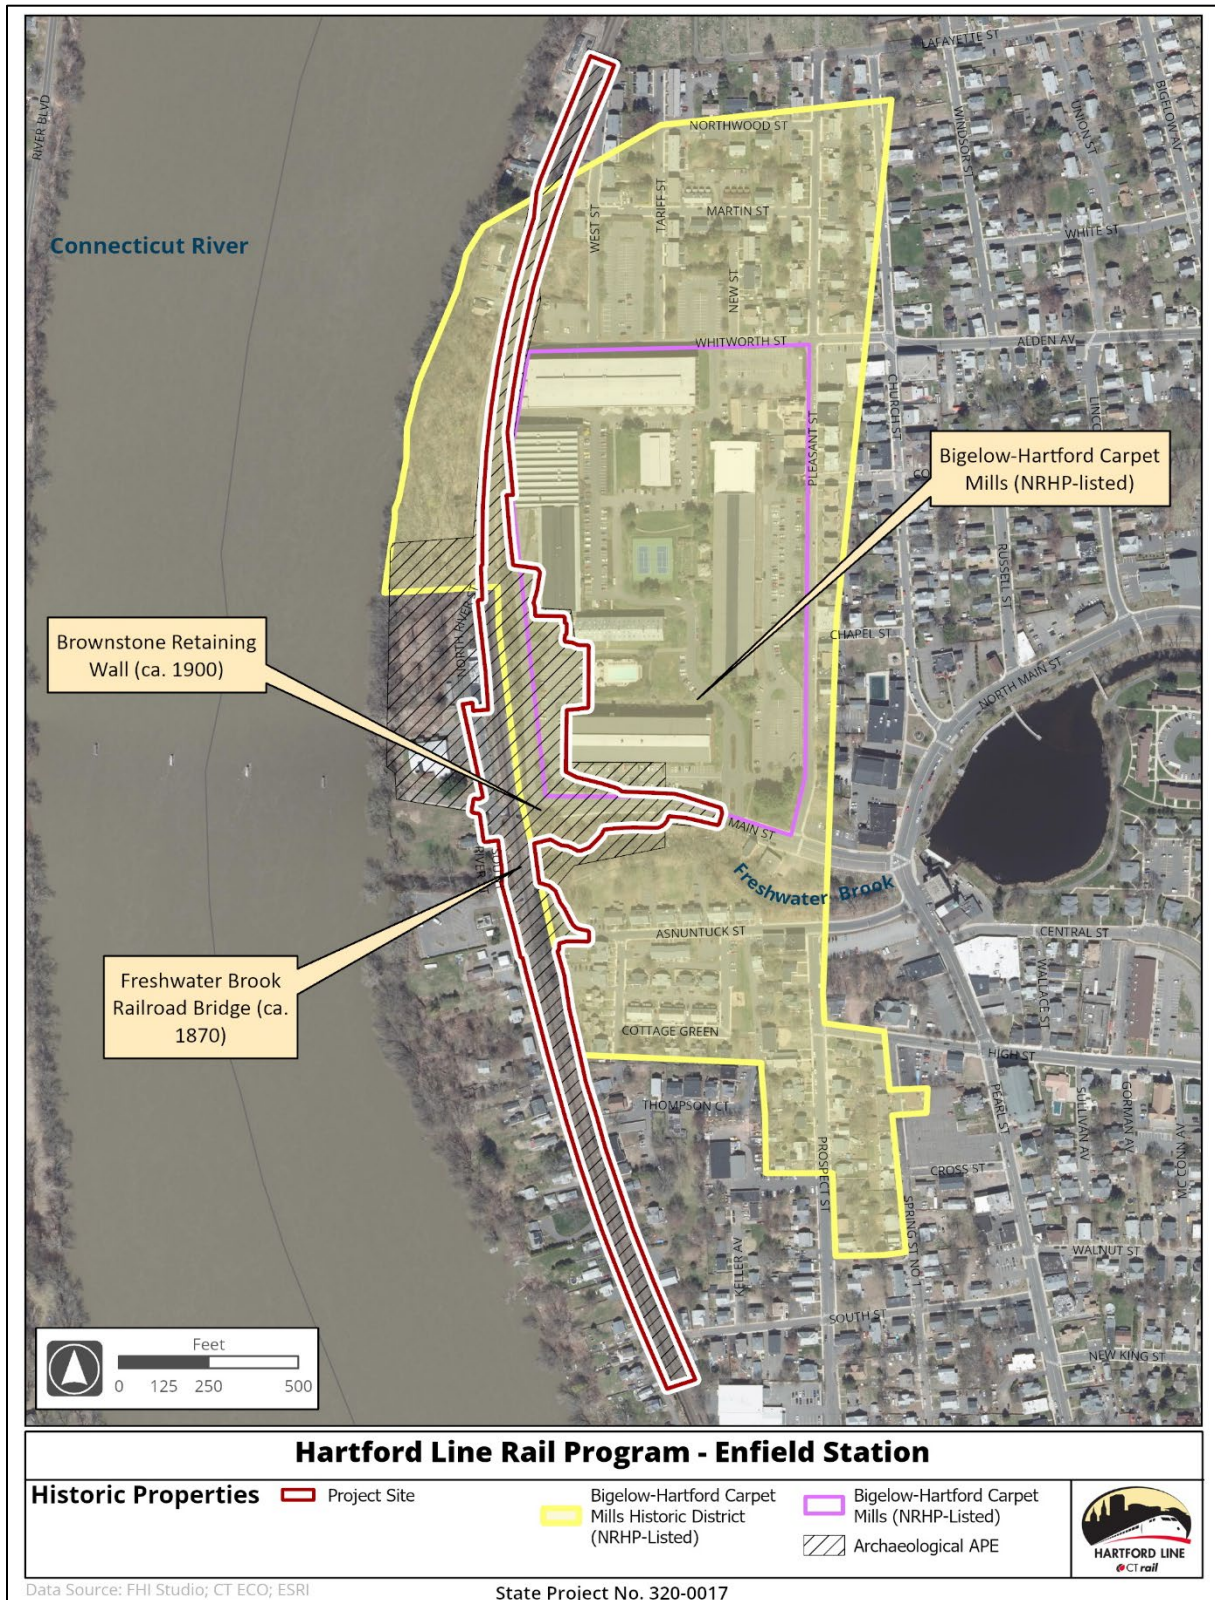 LAFAYETTE ST
RIVER BLVD
NORTHWOOD ST
WINDSOR ST
UNION ST
BIGELOW AV
TARIFF ST
WEST ST
MARTIN ST
WHITE ST
Connecticut River
NEW ST
WHITWORTH ST
ALDEN AV
CHURCH ST
PLEASANT ST
Bigelow-Hartford Carpet
Mills (NRHP-listed)
RUSSELL ST
NORTH RIVER ST
CHAPEL ST
NORTH MAIN ST
Brownstone Retaining
Wall (ca. 1900)
MAIN ST
SOUTH
RIVER ST
Freshwater Brook
ASNUNTUCK ST
CENTRAL ST
WALLACE ST
Freshwater Brook
Railroad Bridge (ca.
1870)
COTTAGE GREEN
HIGH ST
THOMPSON CT
PEARL ST
SULLIVAN AV
GORMAN AV
MC CONN AV
PROSPECT ST
CROSS ST
SPRING ST NO 1
WALNUT ST
KELLER AV
SOUTH ST
NEW KING ST
Feet
0 125 250 500
Hartford Line Rail Program - Enfield Station
Historic Properties
Project Site
Bigelow-Hartford Carpet
Mills Historic District
(NRHP-Listed)
Bigelow-Hartford Carpet
Mills (NRHP-Listed)
Archaeological APE
HARTFORD LINE
CTrail
Data Source: FHI Studio; CT ECO; ESRI
State Project No. 320-0017